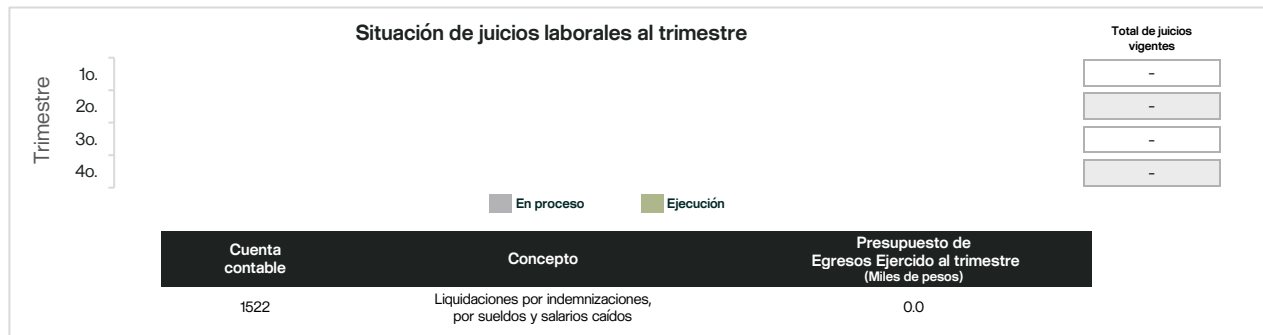 Situación de juicios laborales al trimestre
Total de juicios
vigentes
Trimestre
1o.
-
2o.
-
3o.
-
4o.
-
En proceso
Ejecución
Cuenta
contable
Concepto
Presupuesto de
Egresos Ejercido al trimestre
(Miles de pesos)
1522
Liquidaciones por indemnizaciones,
por sueldos y salarios caídos
0.0